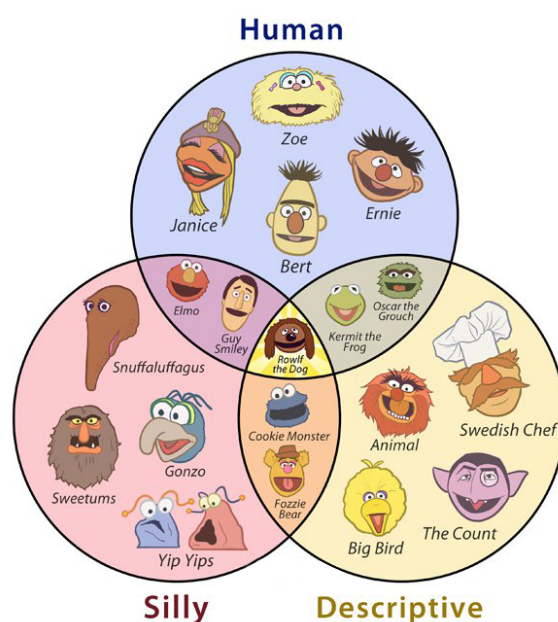 Human
Zoe
Janice
Ernie
Bert
Elmo
Guy
Smiley
Oscar the
Grouch
Kermit the
Frog
Rowlf
the Dog
Snuffaluffagus
Sweetums
Gonzo
Yip Yips
Cookie Monster
Fozzie
Bear
Animal
Swedish Chef
Big Bird
The Count
Silly
Descriptive